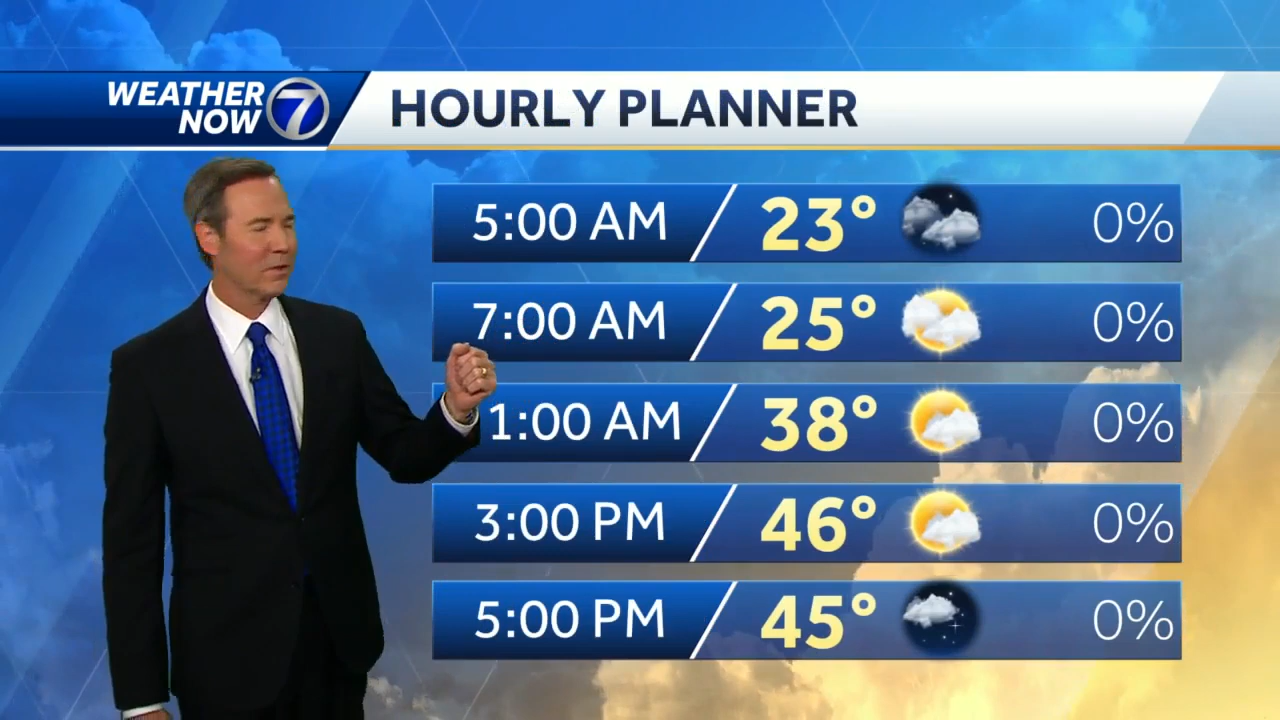 WEATHER
NOW 7
HOURLY PLANNER
5:00 AM 23° 0%
7:00 AM 25° 0%
1:00 AM 38° 0%
3:00 PM 46° 0%
5:00 PM 45° 0%